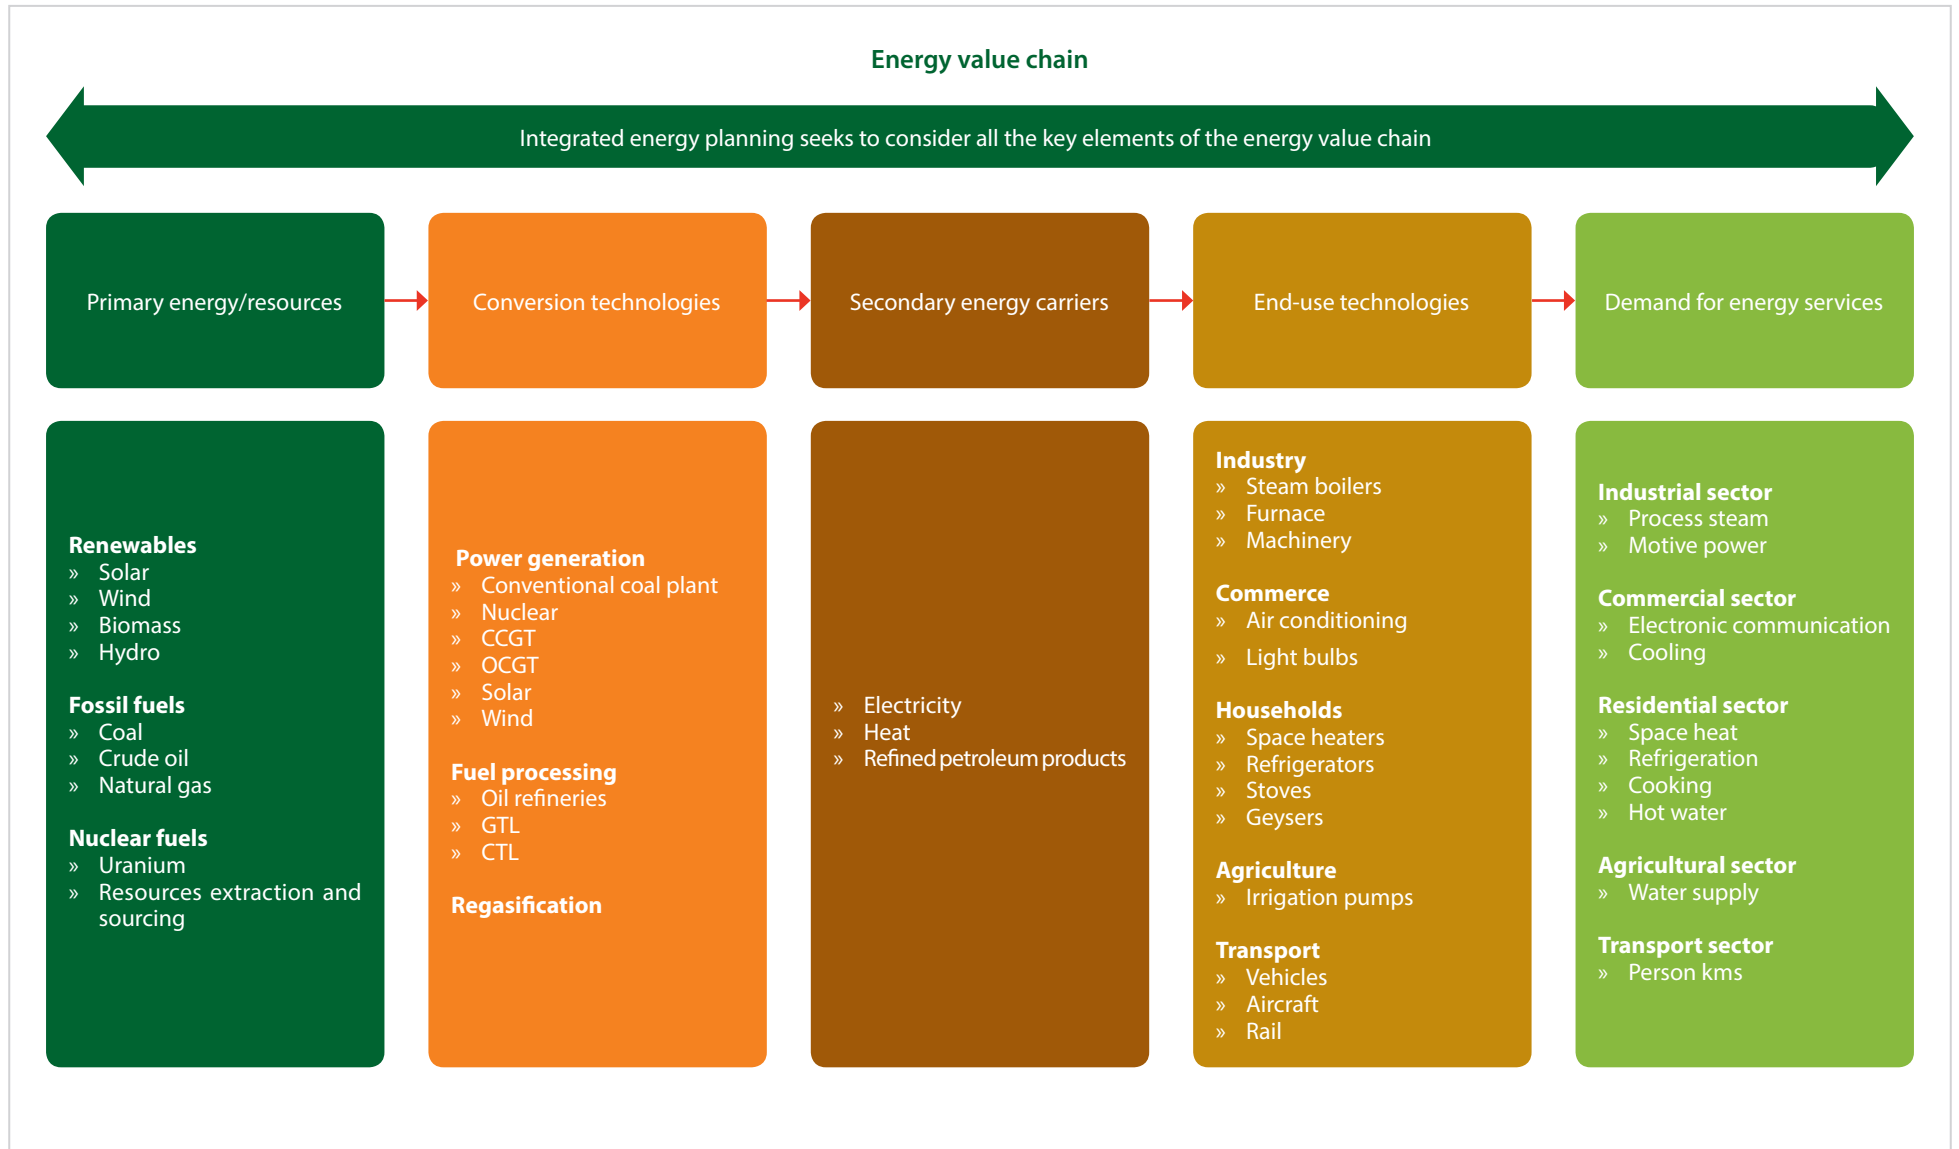 Energy value chain
Integrated energy planning seeks to consider all the key elements of the energy value chain
Primary energy/resources
Conversion technologies
Secondary energy carriers
End-use technologies
Demand for energy services
Renewables
» Solar
» Wind
» Biomass
» Hydro
Fossil fuels
» Coal
» Crude oil
» Natural gas
Nuclear fuels
» Uranium
» Resources extraction and
sourcing
Power generation
» Conventional coal plant
» Nuclear
» CCGT
» OCGT
» Solar
» Wind
Fuel processing
» Oil refineries
» GTL
» CTL
Regasification
» Electricity
» Heat
» Refined petroleum products
Industry
» Steam boilers
» Furnace
» Machinery
Commerce
» Air conditioning
» Light bulbs
Households
» Space heaters
» Refrigerators
» Stoves
» Geysers
Agriculture
» Irrigation pumps
Transport
» Vehicles
» Aircraft
» Rail
Industrial sector
» Process steam
» Motive power
Commercial sector
» Electronic communication
» Cooling
Residential sector
» Space heat
» Refrigeration
» Cooking
» Hot water
Agricultural sector
» Water supply
Transport sector
» Person kms